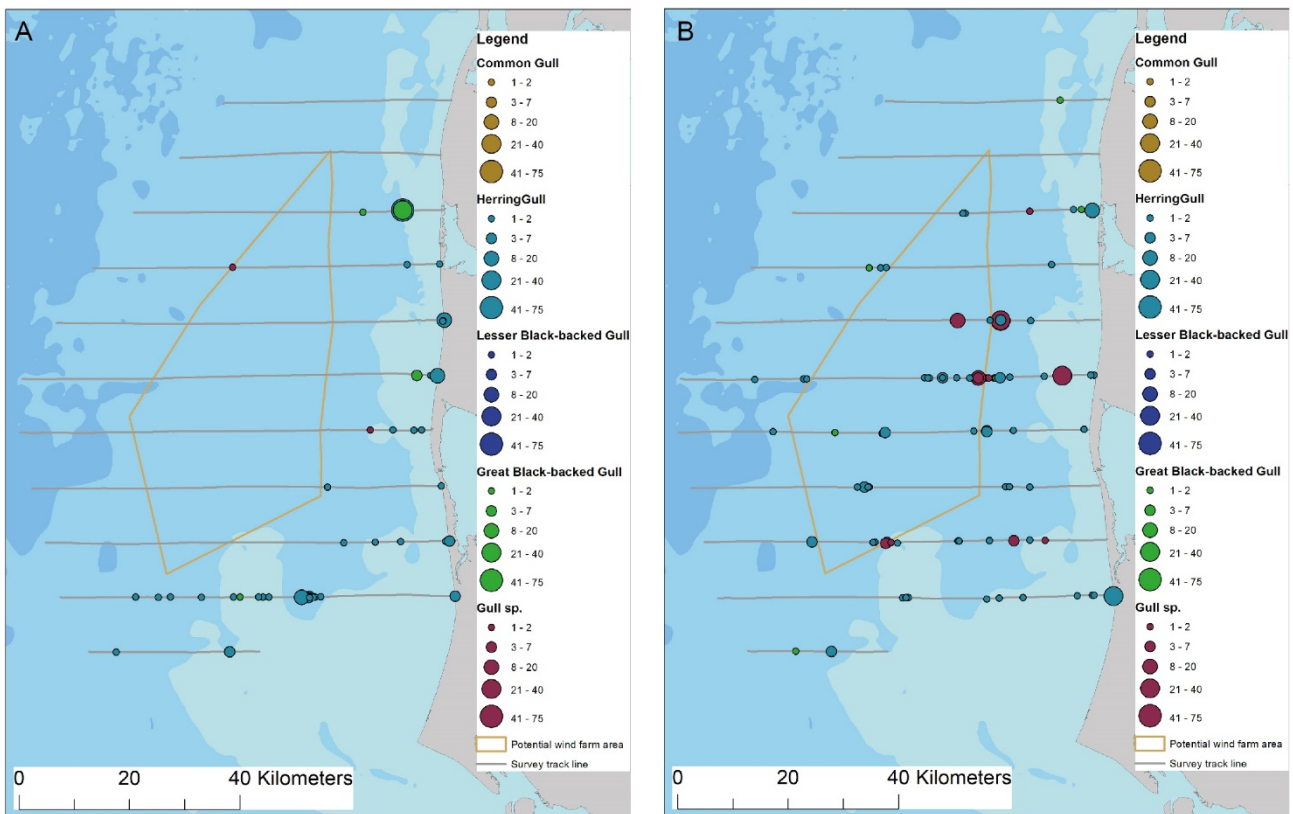 A
Legend
Common Gull
1 - 2
3 - 7
8 - 20
21 - 40
41 - 75
HerringGull
1 - 2
3 - 7
8 - 20
21 - 40
41 - 75
Lesser Black-backed Gull
1 - 2
3 - 7
8 - 20
21 - 40
41 - 75
Great Black-backed Gull
1 - 2
3 - 7
8 - 20
21 - 40
41 - 75
Gull sp.
1 - 2
3 - 7
8 - 20
21 - 40
41 - 75
Potential wind farm area
Survey track line
0 20 40 Kilometers
B
Legend
Common Gull
1 - 2
3 - 7
8 - 20
21 - 40
41 - 75
HerringGull
1 - 2
3 - 7
8 - 20
21 - 40
41 - 75
Lesser Black-backed Gull
1 - 2
3 - 7
8 - 20
21 - 40
41 - 75
Great Black-backed Gull
1 - 2
3 - 7
8 - 20
21 - 40
41 - 75
Gull sp.
1 - 2
3 - 7
8 - 20
21 - 40
41 - 75
Potential wind farm area
Survey track line
0 20 40 Kilometers